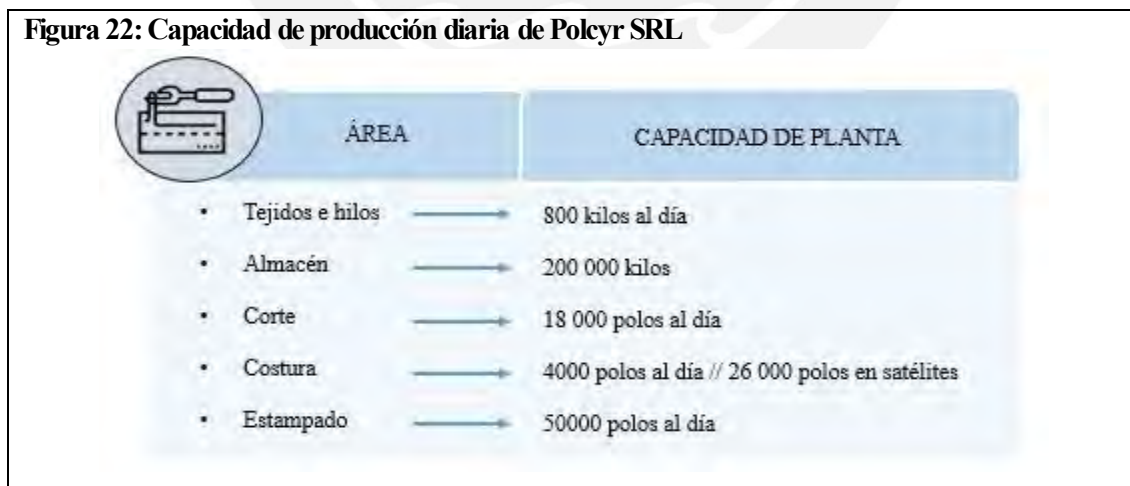 Figura 22: Capacidad de producción diaria de Polcyr SRL
ÁREA CAPACIDAD DE PLANTA
• Tejidos e hilos 800 kilos al día
• Almacén 200 000 kilos
• Corte 18 000 polos al día
• Costura 4000 polos al día // 26 000 polos en satélites
• Estampado 50000 polos al día